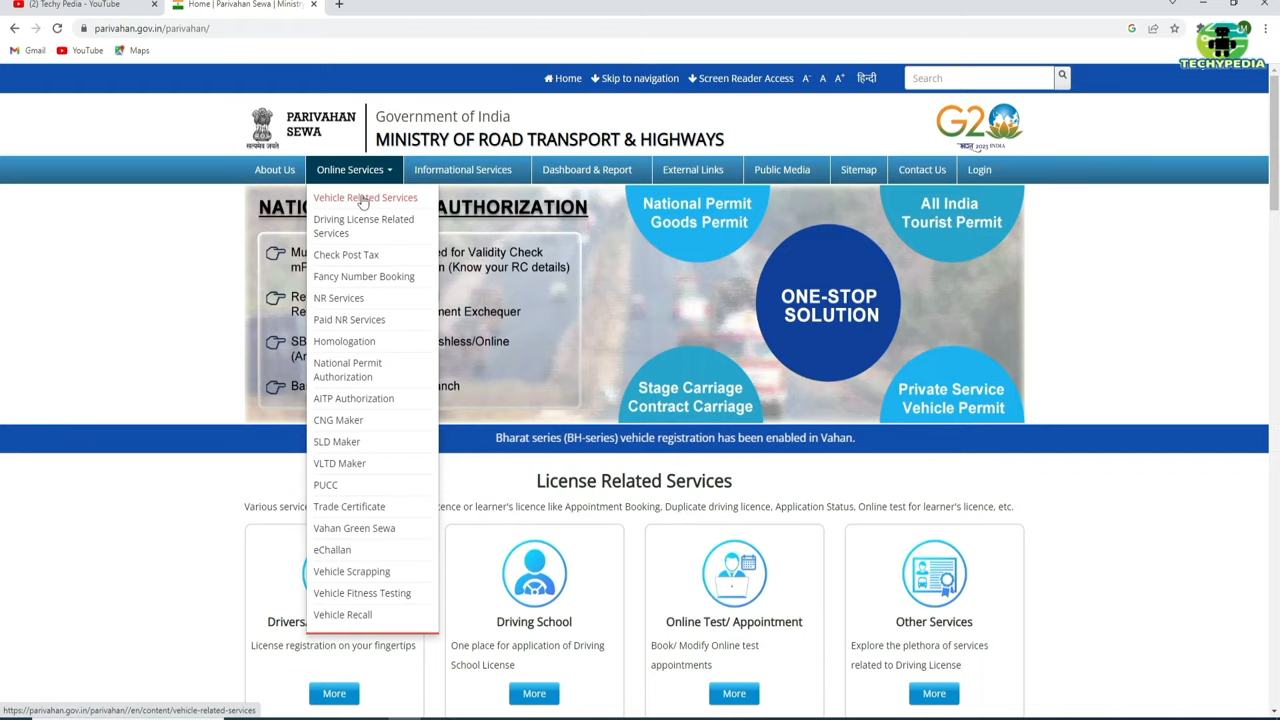 (2) Techy Pedia - YouTube
Home | Parivahan Sewa | Ministry
parivahan.gov.in/parivahan/
Gmail
YouTube
Maps
TECHYPEDIA
Home
Skip to navigation
Screen Reader Access
A-
A
A+
हिन्दी
Search
PARIVAHAN
SEWA
सत्यमेव जयते
Government of India
MINISTRY OF ROAD TRANSPORT & HIGHWAYS
G20
भारत 2023 INDIA
About Us
Online Services
Informational Services
Dashboard & Report
External Links
Public Media
Sitemap
Contact Us
Login
Vehicle Related Services
Driving License Related
Services
Check Post Tax
Fancy Number Booking
NR Services
Paid NR Services
Homologation
National Permit
Authorization
AITP Authorization
CNG Maker
SLD Maker
VLTD Maker
PUCC
Trade Certificate
Vahan Green Sewa
eChallan
Vehicle Scrapping
Vehicle Fitness Testing
Vehicle Recall
AUTHORIZATION
ed for Validity Check
on (Know your RC details)
ment Exchequer
shless/Online
National Permit
Goods Permit
All India
Tourist Permit
ONE-STOP
SOLUTION
Stage Carriage
Contract Carriage
Private Service
Vehicle Permit
Bharat series (BH-series) vehicle registration has been enabled in Vahan.
License Related Services
Various servic
ence or learner's licence like Appointment Booking, Duplicate driving licence, Application Status, Online test for learner's licence, etc.
Drivers
License registration on your fingertips
More
Driving School
One place for application of Driving
School License
More
Online Test/ Appointment
Book/ Modify Online test
appointments
More
Other Services
Explore the plethora of services
related to Driving License
More
https://parivahan.gov.in/parivahan//en/content/vehicle-related-services